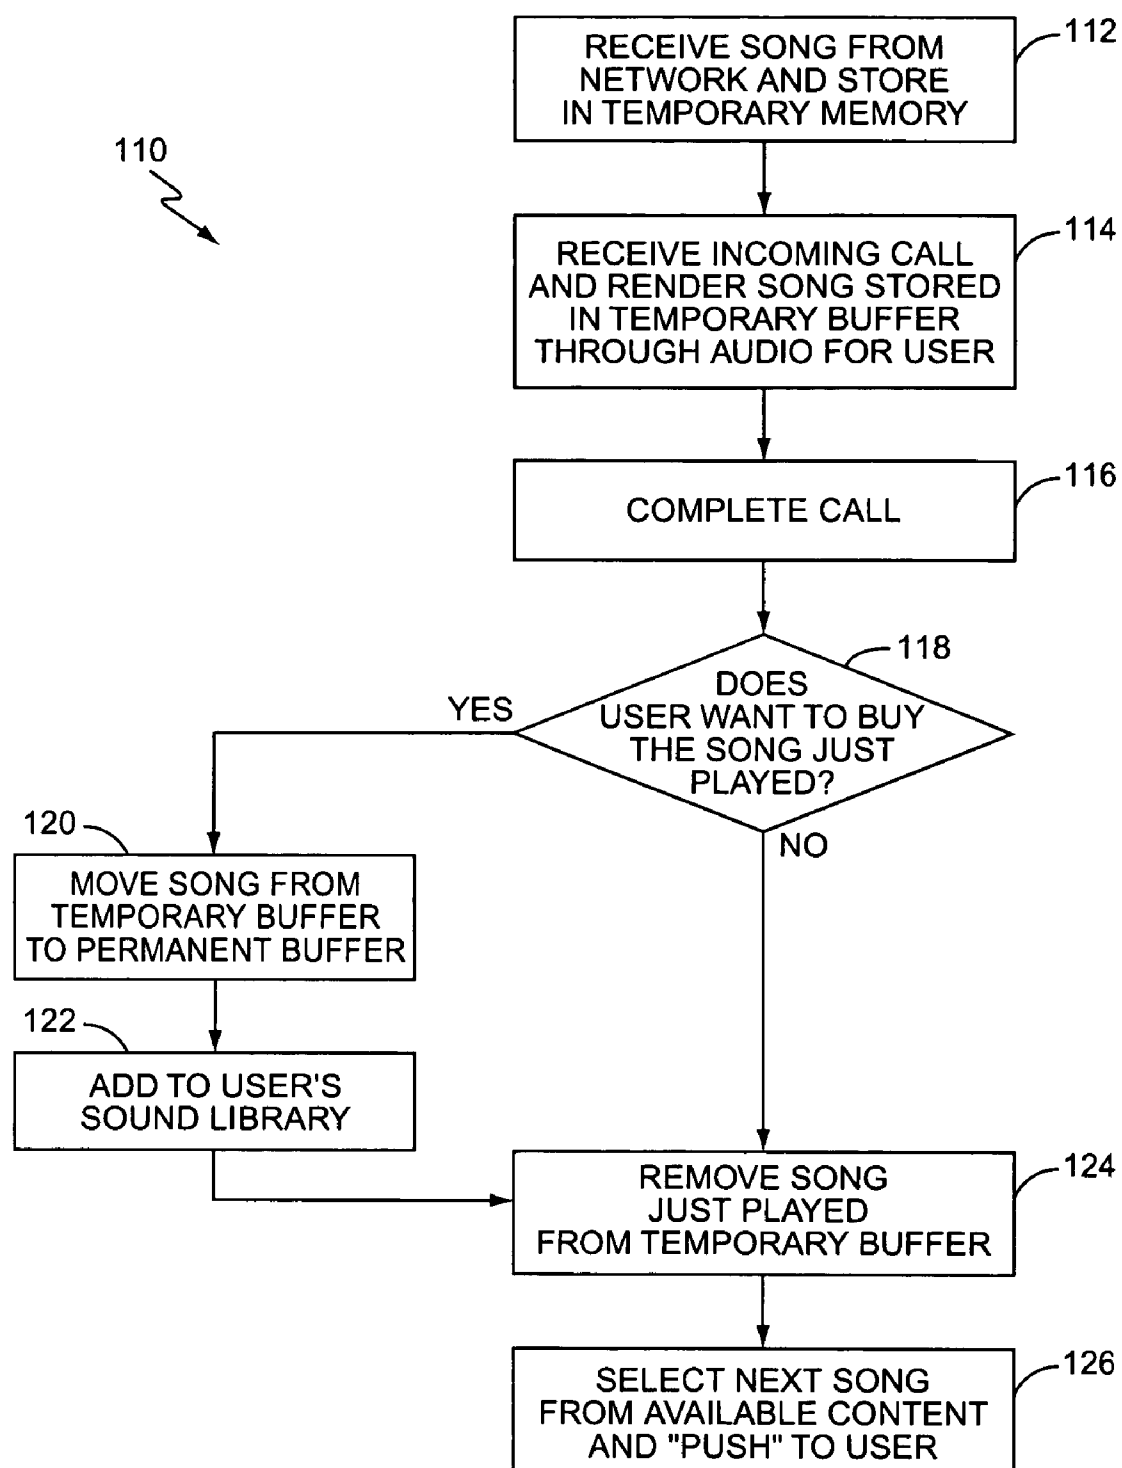 RECEIVE SONG FROM
NETWORK AND STORE
IN TEMPORARY MEMORY
112
110
RECEIVE INCOMING CALL
AND RENDER SONG STORED
IN TEMPORARY BUFFER
THROUGH AUDIO FOR USER
114
COMPLETE CALL
116
DOES
USER WANT TO BUY
THE SONG JUST
PLAYED?
118
YES
NO
120
MOVE SONG FROM
TEMPORARY BUFFER
TO PERMANENT BUFFER
122
ADD TO USER'S
SOUND LIBRARY
REMOVE SONG
JUST PLAYED
FROM TEMPORARY BUFFER
124
SELECT NEXT SONG
FROM AVAILABLE CONTENT
AND "PUSH" TO USER
126